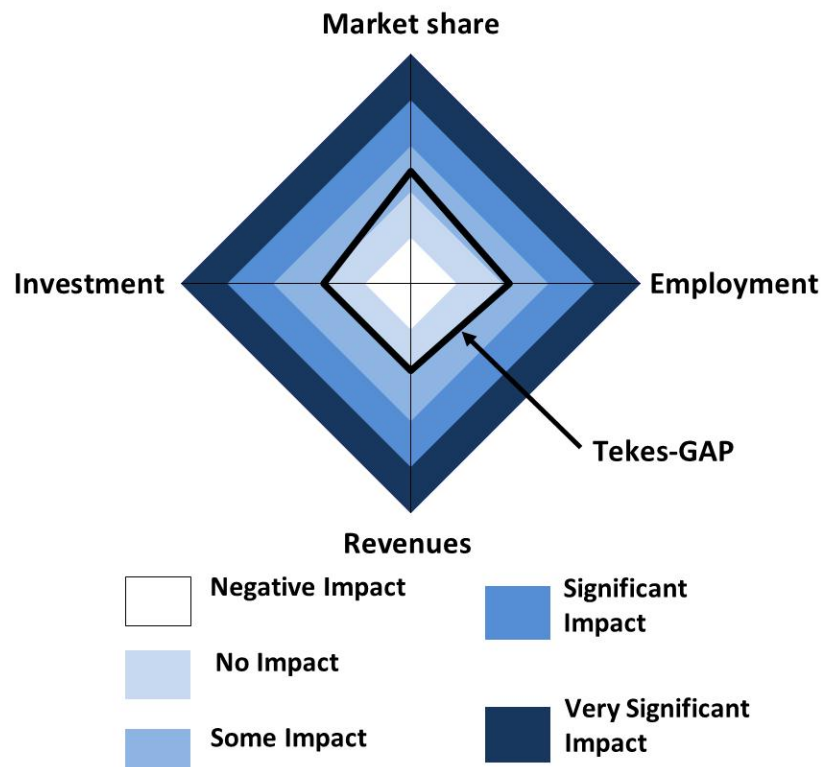 Market share
Investment
Employment
Tekes-GAP
Revenues
Negative Impact
No Impact
Some Impact
Significant
Impact
Very Significant
Impact